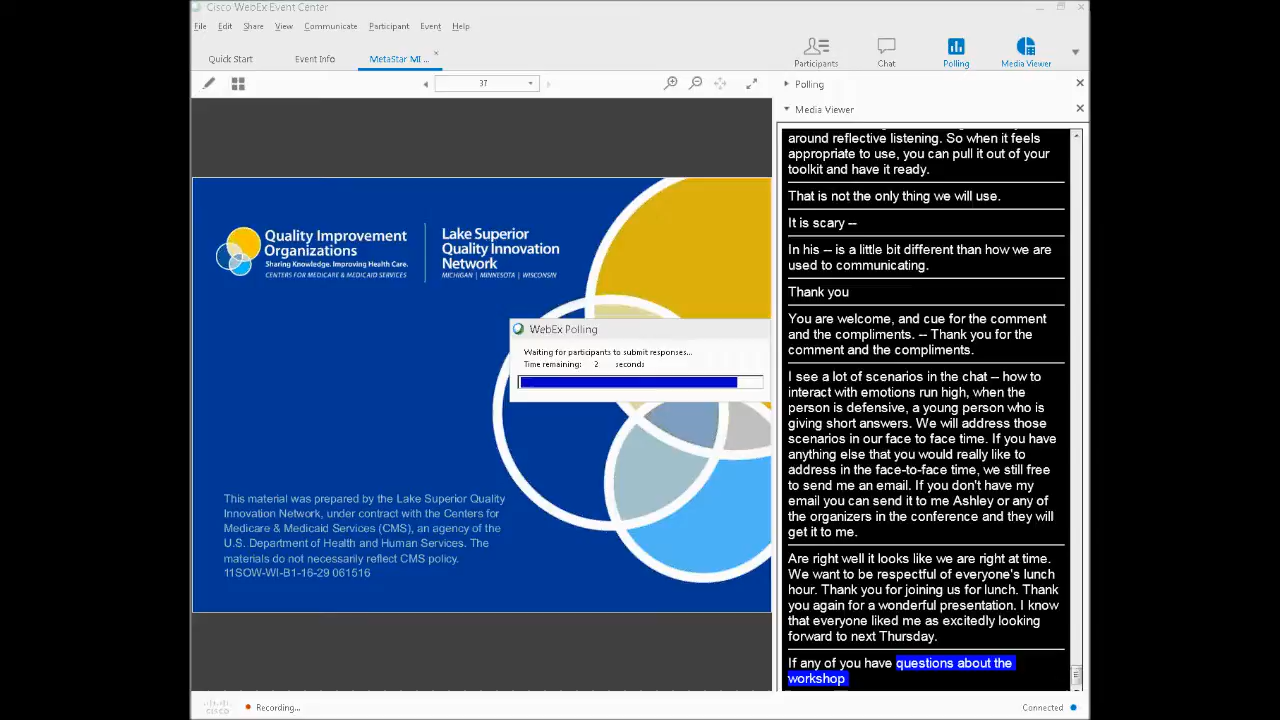 Cisco WebEx Event Center
File Edit Share View Communicate Participant Event Help
Quick Start Event Info MetaStar MI ...
Participants Chat Polling Media Viewer
37
Polling
Media Viewer
around reflective listening. So when it feels
appropriate to use, you can pull it out of your
toolkit and have it ready.
That is not the only thing we will use.
It is scary --
In his -- is a little bit different than how we are
used to communicating.
Thank you
You are welcome, and cue for the comment
and the compliments. -- Thank you for the
comment and the compliments.
I see a lot of scenarios in the chat -- how to
interact with emotions run high, when the
person is defensive, a young person who is
giving short answers. We will address those
scenarios in our face to face time. If you have
anything else that you would really like to
address in the face-to-face time, we still free
to send me an email. If you don't have my
email you can send it to me Ashley or any of
the organizers in the conference and they will
get it to me.
Are right well it looks like we are right at time.
We want to be respectful of everyone's lunch
hour. Thank you for joining us for lunch. Thank
you again for a wonderful presentation. I know
that everyone liked me as excitedly looking
forward to next Thursday.
If any of you have questions about the
workshop
Quality Improvement
Organizations
Sharing Knowledge. Improving Health Care.
CENTERS FOR MEDICARE & MEDICAID SERVICES
Lake Superior
Quality Innovation
Network
MICHIGAN | MINNESOTA | WISCONSIN
WebEx Polling
Waiting for participants to submit responses...
Time remaining: 2 seconds
This material was prepared by the Lake Superior Quality
Innovation Network, under contract with the Centers for
Medicare & Medicaid Services (CMS), an agency of the
U.S. Department of Health and Human Services. The
materials do not necessarily reflect CMS policy.
11SOW-WI-B1-16-29 061516
CISCO
Recording...
Connected